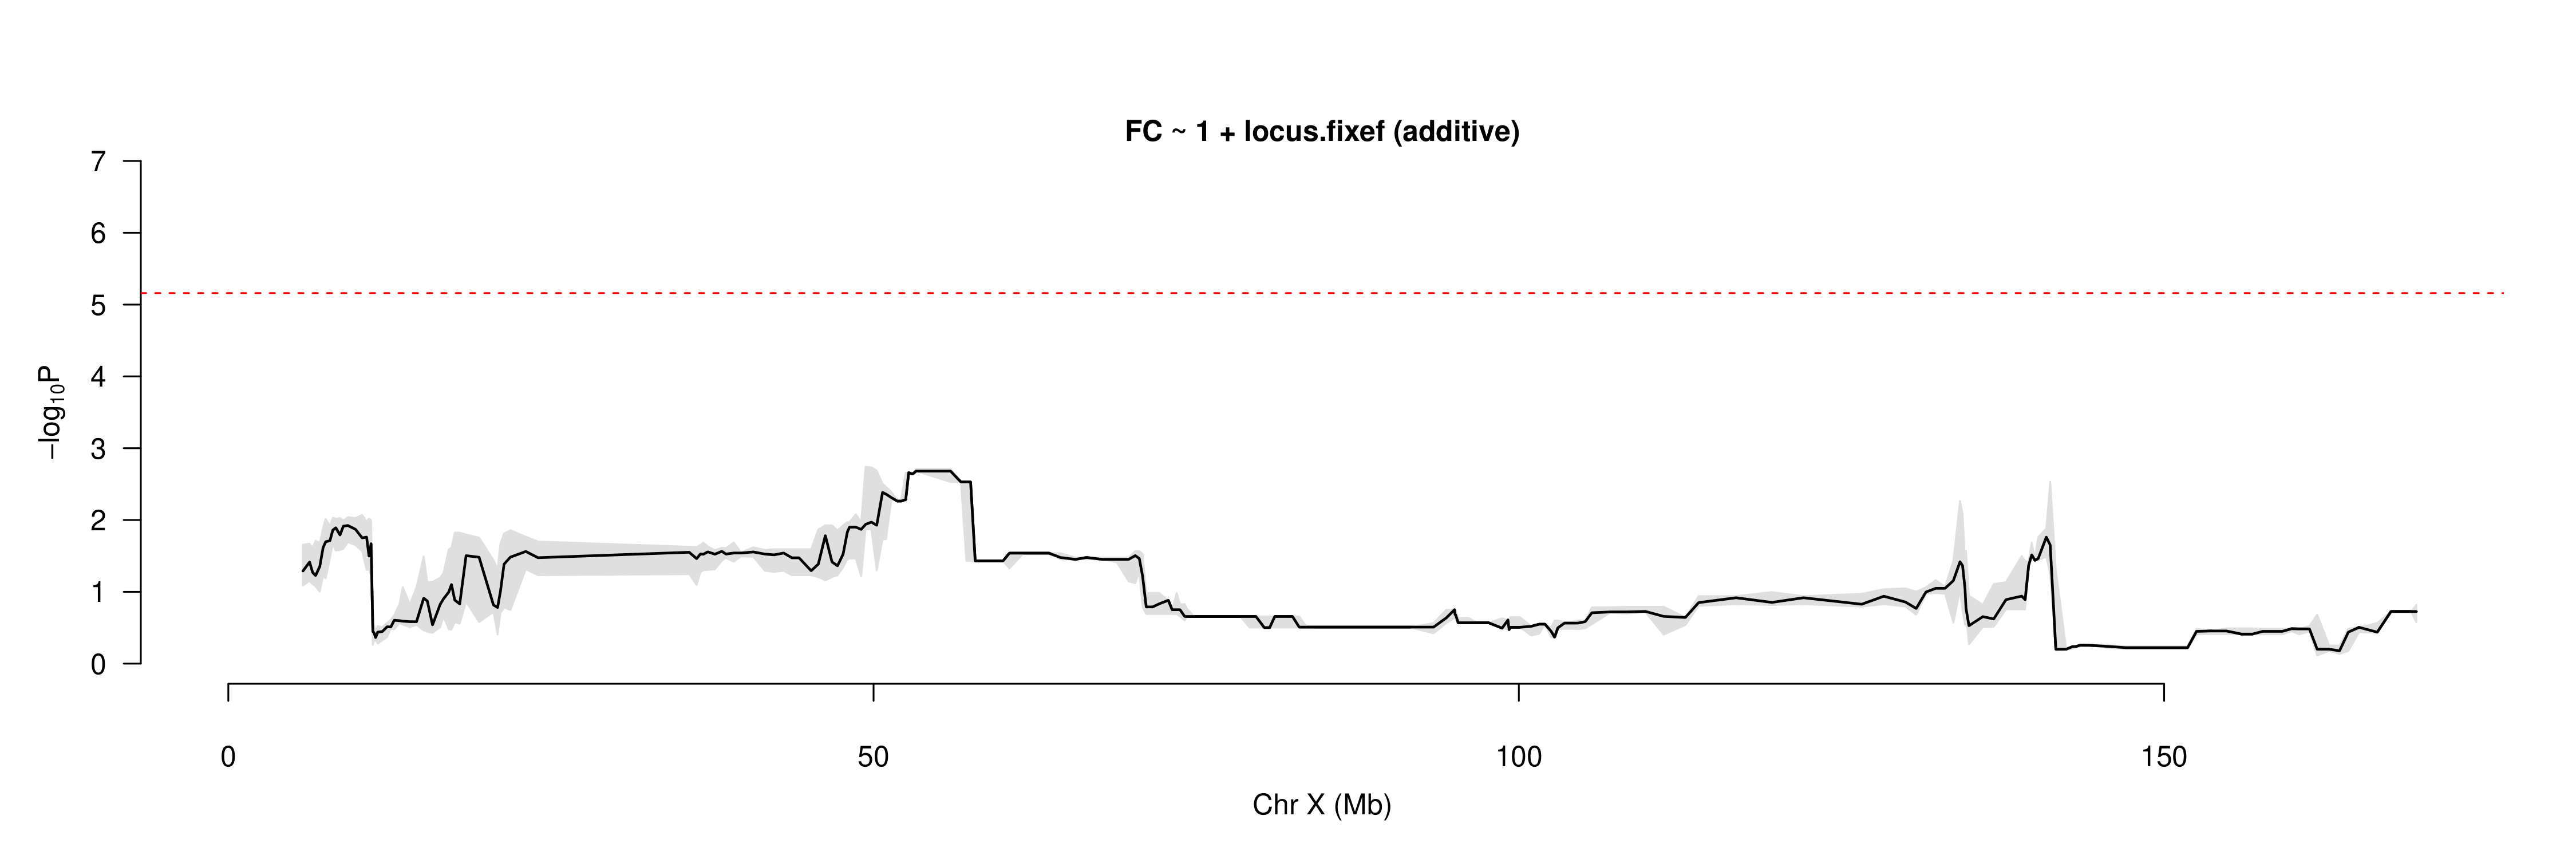 FC ~ 1 + locus.fixef (additive)
7
6
5
4
3
2
1
0
−log₁₀P
0 50 100 150
Chr X (Mb)